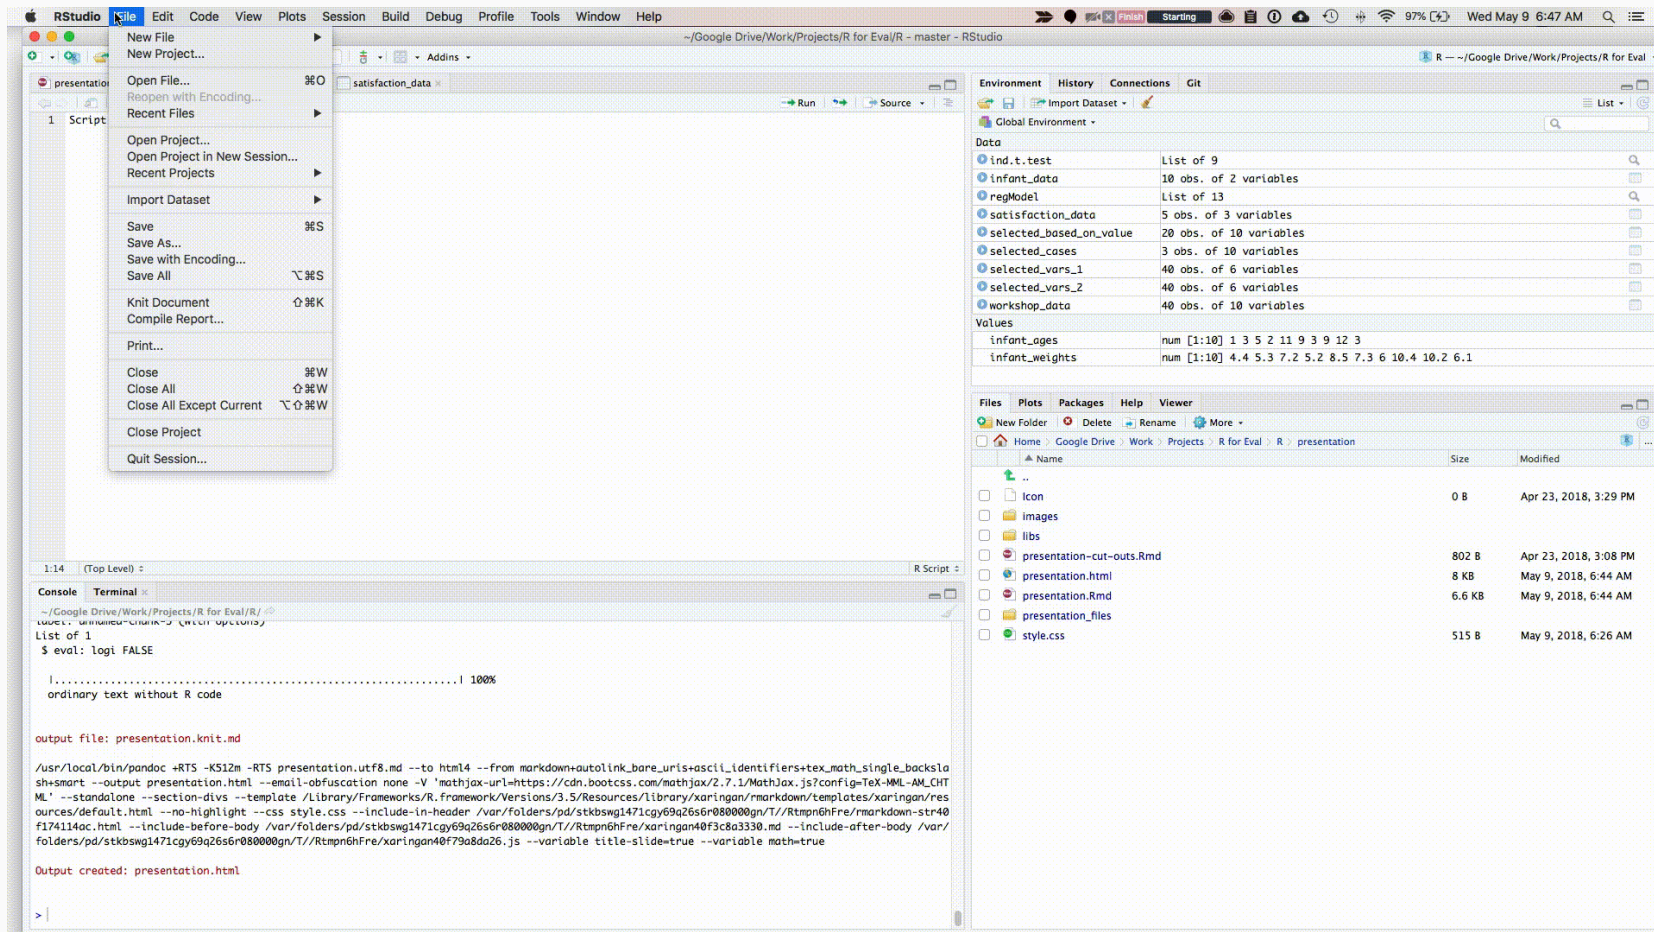 RStudio File Edit Code View Plots Session Build Debug Profile Tools Window Help Finish Starting 97% Wed May 9 6:47 AM
~/Google Drive/Work/Projects/R for Eval/R - master - RStudio
Addins
R — ~/Google Drive/Work/Projects/R for Eval
New File
New Project...
Open File... ⌘O
Reopen with Encoding...
Recent Files
Open Project...
Open Project in New Session...
Recent Projects
Import Dataset
Save ⌘S
Save As...
Save with Encoding...
Save All ⌥⌘S
Knit Document ⇧⌘K
Compile Report...
Print...
Close ⌘W
Close All ⇧⌘W
Close All Except Current ⌥⇧⌘W
Close Project
Quit Session...
presentation satisfaction_data
Run Source
1 Script
1:14 (Top Level) R Script
Console Terminal
~/Google Drive/Work/Projects/R for Eval/R/
label: unnamed-chunk-5 (with options)
List of 1
$ eval: logi FALSE
|.................................................................| 100%
ordinary text without R code
output file: presentation.knit.md
/usr/local/bin/pandoc +RTS -K512m -RTS presentation.utf8.md --to html4 --from markdown+autolink_bare_uris+ascii_identifiers+tex_math_single_backsla
sh+smart --output presentation.html --email-obfuscation none -V 'mathjax-url=https://cdn.bootcss.com/mathjax/2.7.1/MathJax.js?config=TeX-MML-AM_CHT
ML' --standalone --section-divs --template /Library/Frameworks/R.framework/Versions/3.5/Resources/library/xaringan/rmarkdown/templates/xaringan/res
ources/default.html --no-highlight --css style.css --include-in-header /var/folders/pd/stkbswg1471cgy69q26s6r080000gn/T//Rtmpn6hFre/rmarkdown-str40
f174114ac.html --include-before-body /var/folders/pd/stkbswg1471cgy69q26s6r080000gn/T//Rtmpn6hFre/xaringan40f3c8a3330.md --include-after-body /var/
folders/pd/stkbswg1471cgy69q26s6r080000gn/T//Rtmpn6hFre/xaringan40f79a8da26.js --variable title-slide=true --variable math=true
Output created: presentation.html
>
Environment History Connections Git
Import Dataset List
Global Environment
Data
ind.t.test List of 9
infant_data 10 obs. of 2 variables
regModel List of 13
satisfaction_data 5 obs. of 3 variables
selected_based_on_value 20 obs. of 10 variables
selected_cases 3 obs. of 10 variables
selected_vars_1 40 obs. of 6 variables
selected_vars_2 40 obs. of 6 variables
workshop_data 40 obs. of 10 variables
Values
infant_ages num [1:10] 1 3 5 2 11 9 3 9 12 3
infant_weights num [1:10] 4.4 5.3 7.2 5.2 8.5 7.3 6 10.4 10.2 6.1
Files Plots Packages Help Viewer
New Folder Delete Rename More
Home Google Drive Work Projects R for Eval R presentation ...
Name Size Modified
..
Icon 0 B Apr 23, 2018, 3:29 PM
images
libs
presentation-cut-outs.Rmd 802 B Apr 23, 2018, 3:08 PM
presentation.html 8 KB May 9, 2018, 6:44 AM
presentation.Rmd 6.6 KB May 9, 2018, 6:44 AM
presentation_files
style.css 515 B May 9, 2018, 6:26 AM